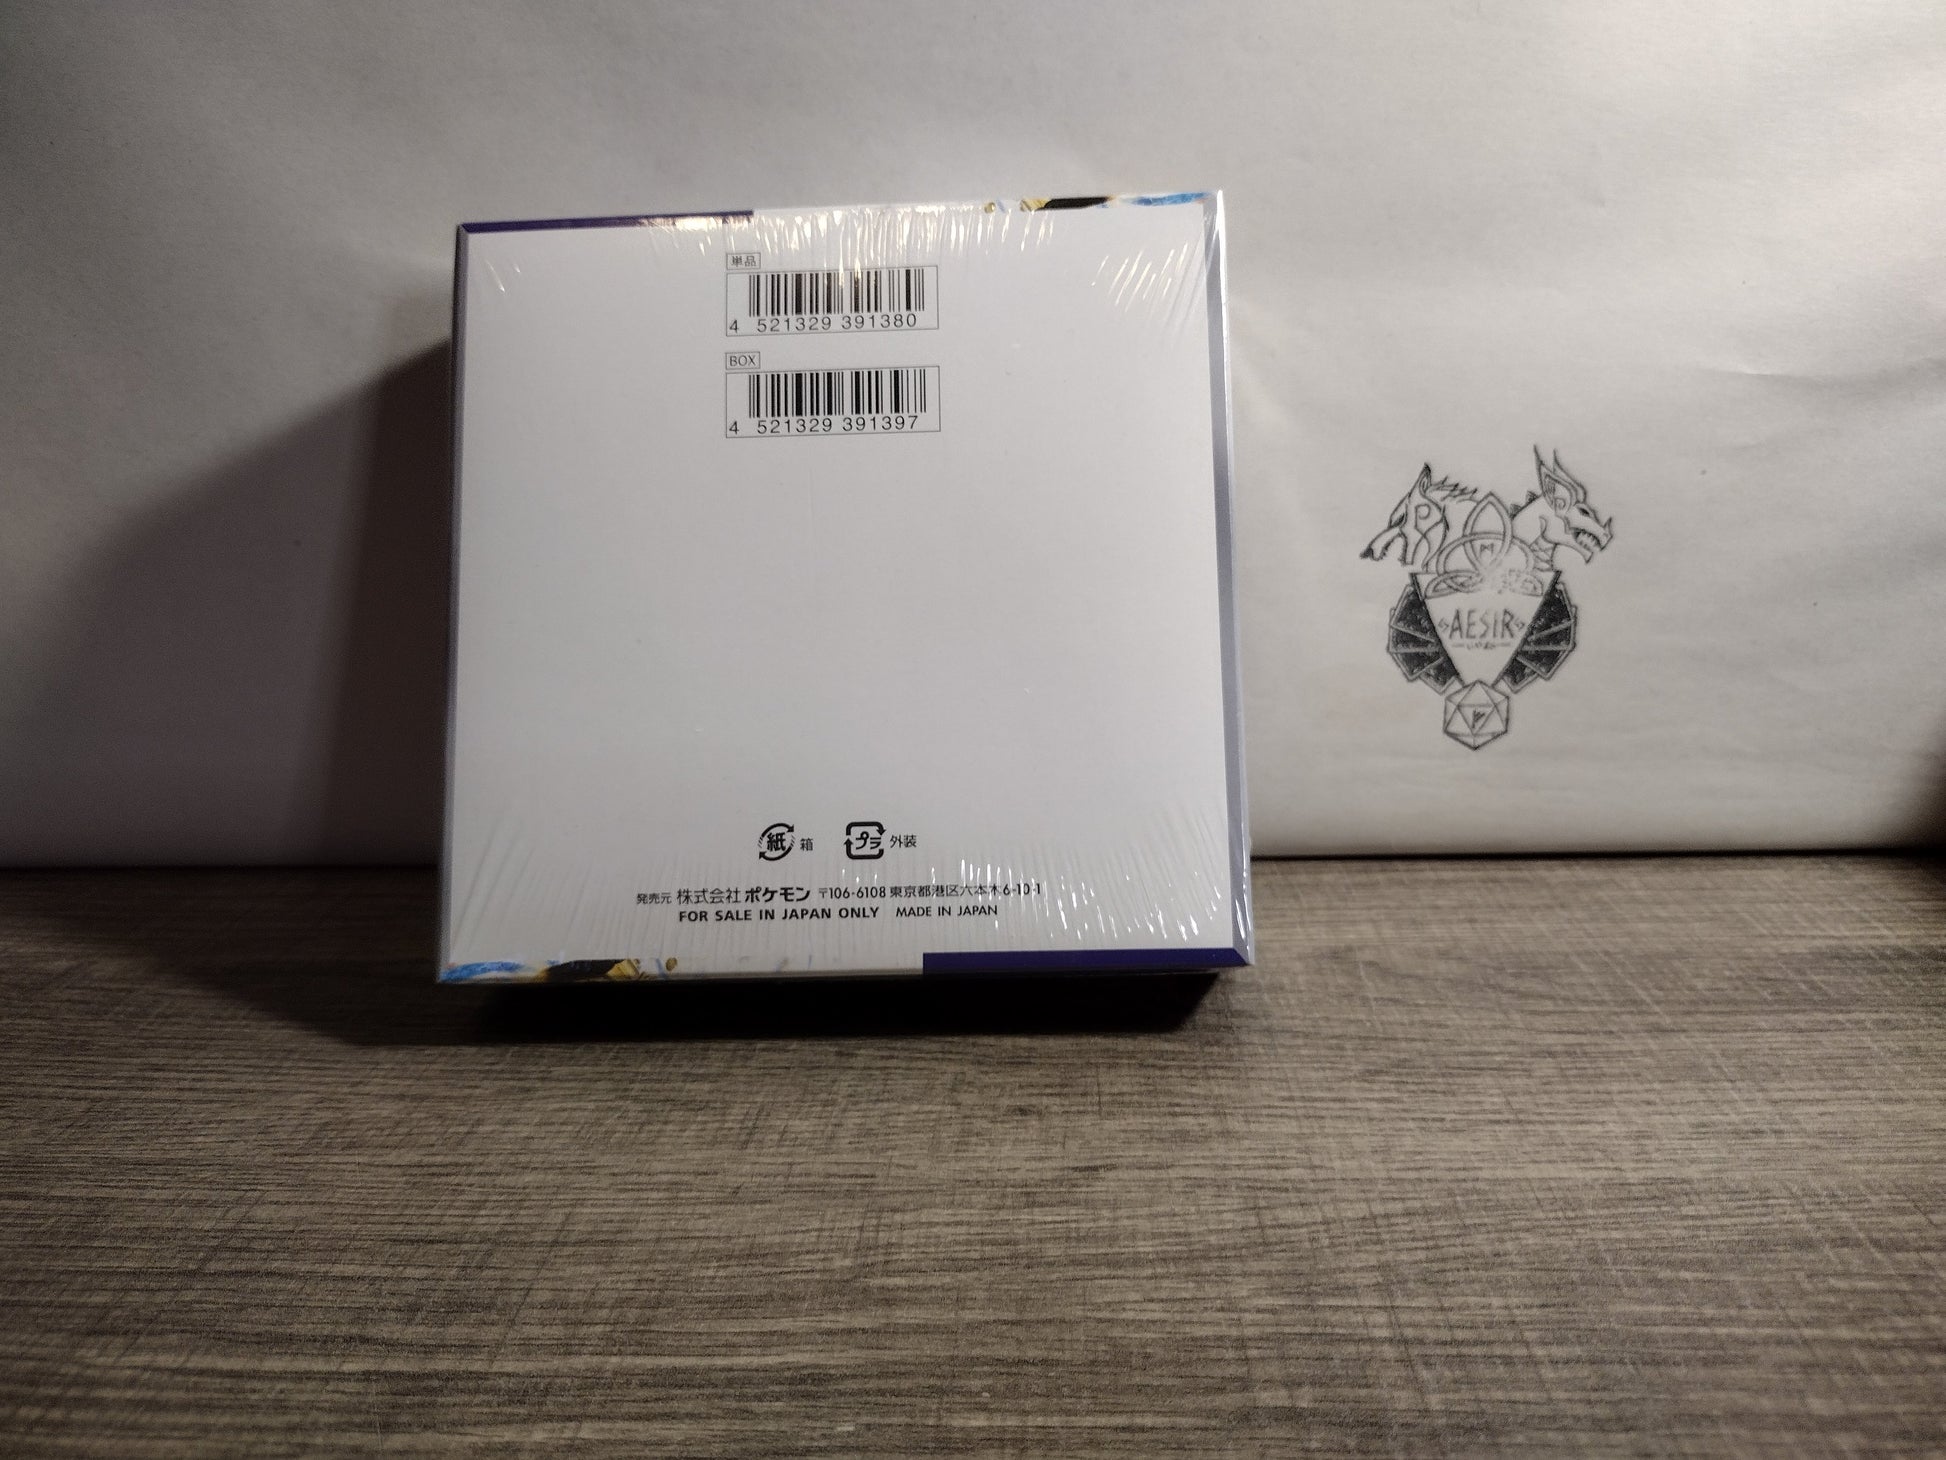 単品
4 521329 391380
BOX
4 521329 391397
紙 箱 プラ 外装
発売元 株式会社ポケモン 〒106-6108 東京都港区六本木6-10-1
FOR SALE IN JAPAN ONLY MADE IN JAPAN
AESIR